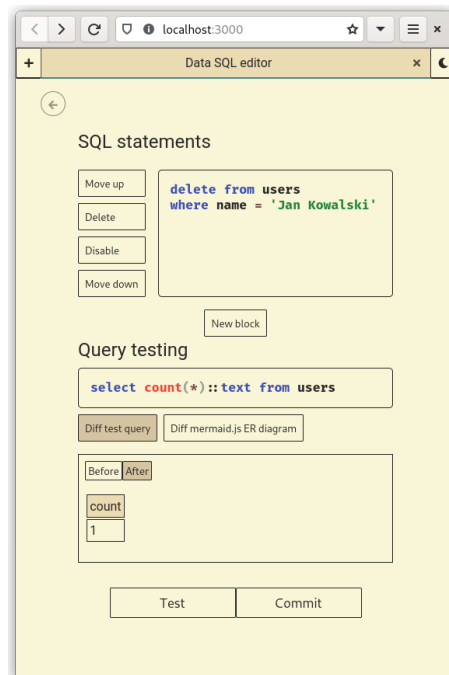 localhost:3000
+ Data SQL editor ×
SQL statements
Move up
Delete
Disable
Move down
delete from users
where name = 'Jan Kowalski'
New block
Query testing
select count(*)::text from users
Diff test query
Diff mermaid.js ER diagram
Before
After
count
1
Test
Commit